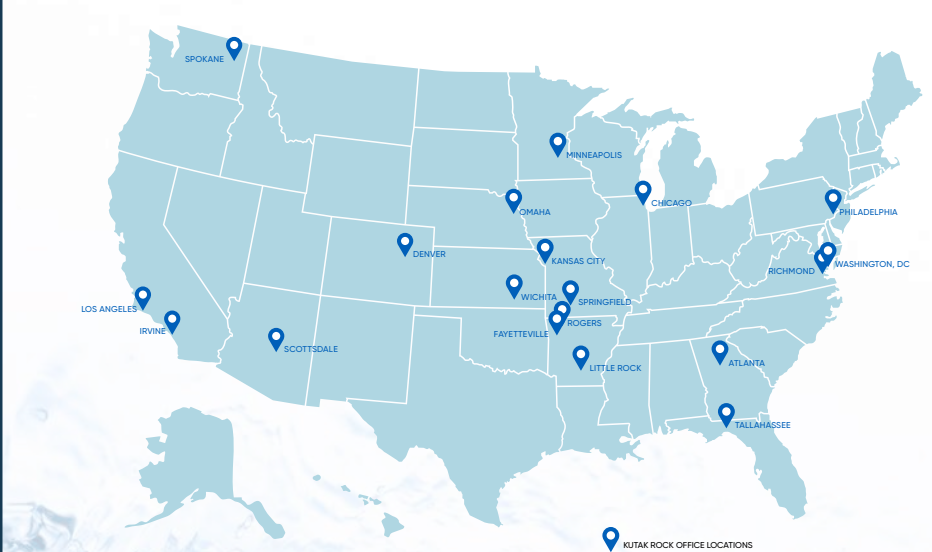 SPOKANE
MINNEAPOLIS
CHICAGO
OMAHA
PHILADELPHIA
DENVER
KANSAS CITY
WASHINGTON, DC
RICHMOND
WICHITA
SPRINGFIELD
LOS ANGELES
ROGERS
IRVINE
FAYETTEVILLE
SCOTTSDALE
ATLANTA
LITTLE ROCK
TALLAHASSEE
KUTAK ROCK OFFICE LOCATIONS